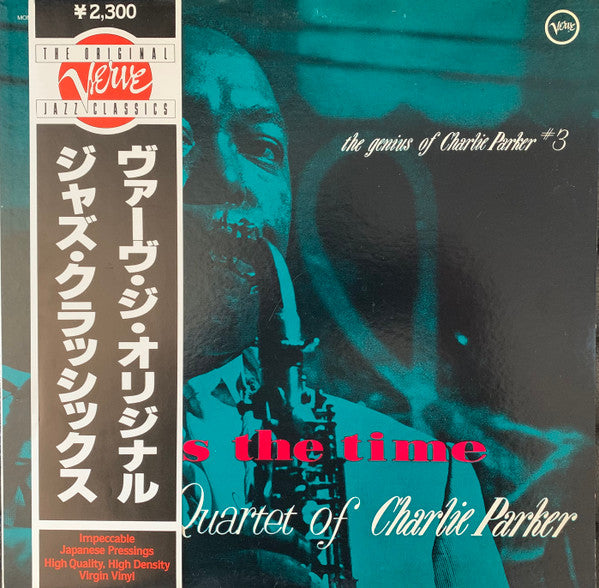 ¥2,300
THE ORIGINAL
Verve
JAZZ CLASSICS
ヴァーヴ・ジ・オリジナル
ジャズ・クラッシックス
Impeccable
Japanese Pressings
High Quality, High Density
Virgin Vinyl
Verve
the genius of Charlie Parker #3
s the time
Quartet of Charlie Parker